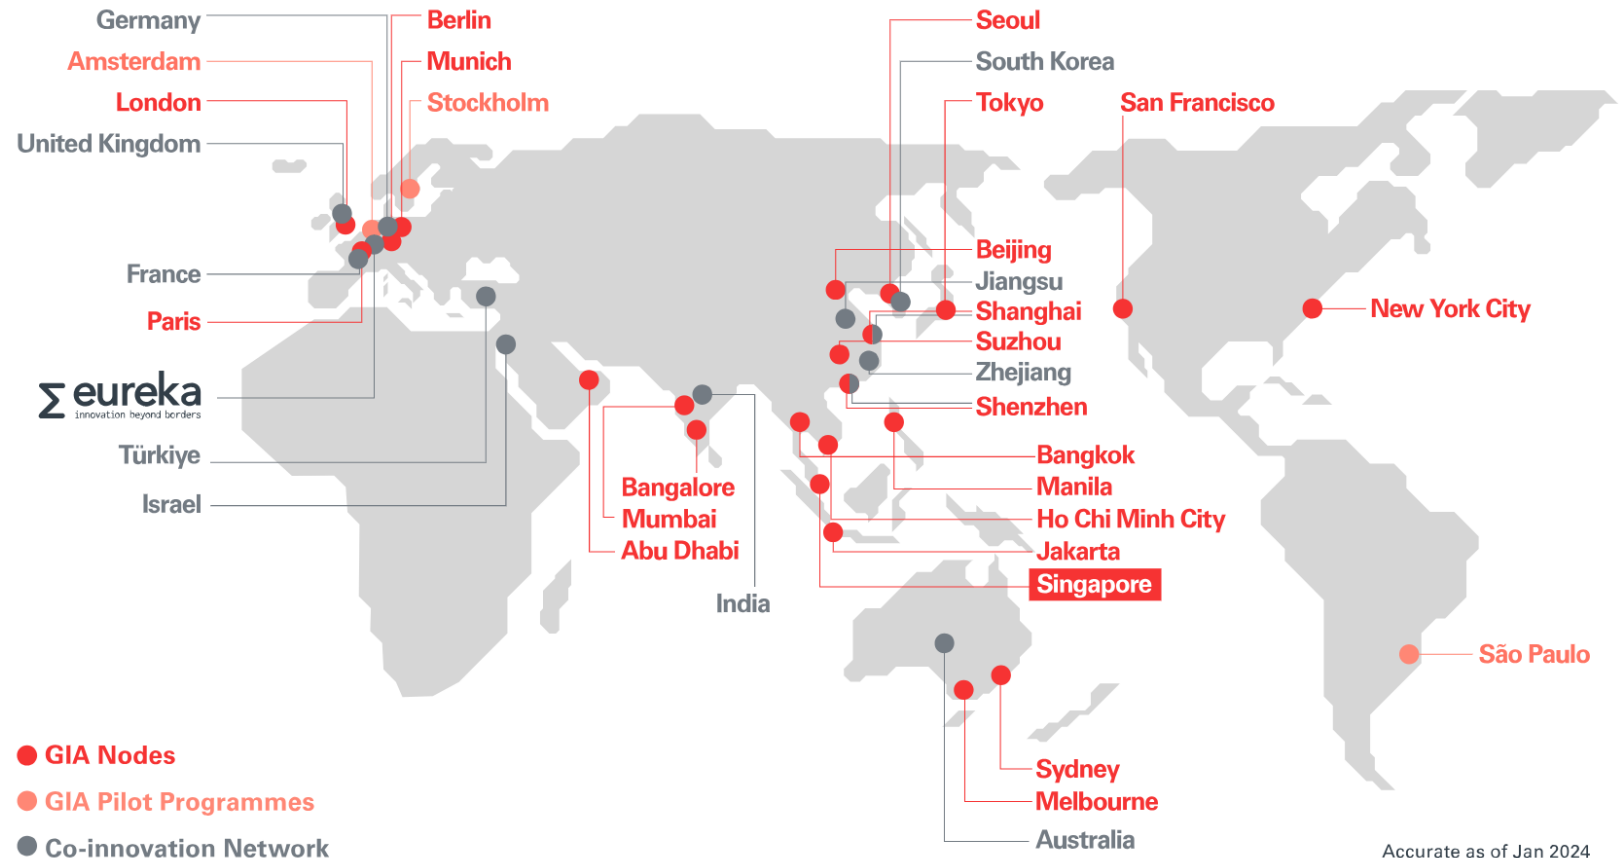 Germany
Amsterdam
London
United Kingdom
Berlin
Munich
Stockholm
Seoul
South Korea
Tokyo
San Francisco
France
Paris
Σ eureka
innovation beyond borders
Türkiye
Israel
Beijing
Jiangsu
Shanghai
Suzhou
Zhejiang
Shenzhen
New York City
Bangalore
Mumbai
Abu Dhabi
India
Bangkok
Manila
Ho Chi Minh City
Jakarta
Singapore
São Paulo
Sydney
Melbourne
Australia
GIA Nodes
GIA Pilot Programmes
Co-innovation Network
Accurate as of Jan 2024